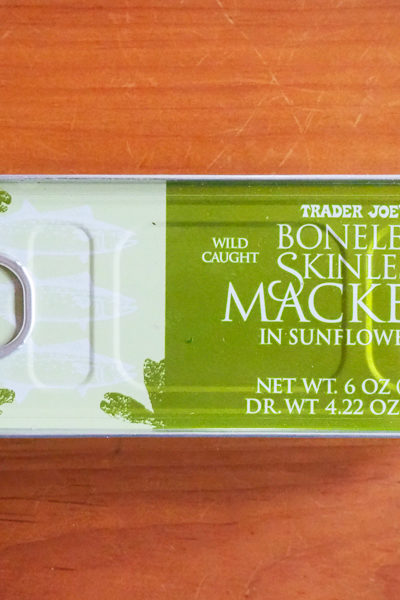 TRADER JOE'
WILD
CAUGHT
BONELE
SKINLE
MACKE
IN SUNFLOWE
NET WT. 6 OZ (
DR. WT 4.22 OZ